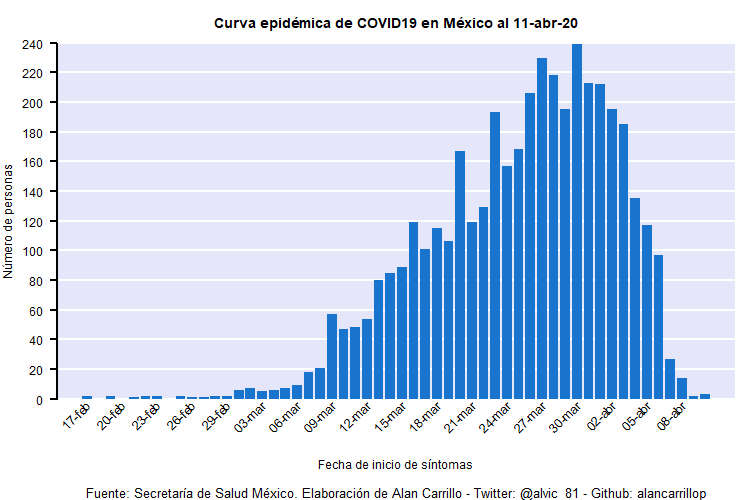 Curva epidémica de COVID19 en México al 11-abr-20
Número de personas
240
220
200
180
160
140
120
100
80
60
40
20
0
17-feb
20-feb
23-feb
26-feb
29-feb
03-mar
06-mar
09-mar
12-mar
15-mar
18-mar
21-mar
24-mar
27-mar
30-mar
02-abr
05-abr
08-abr
Fecha de inicio de síntomas
Fuente: Secretaría de Salud México. Elaboración de Alan Carrillo - Twitter: @alvic_81 - Github: alancarrillop